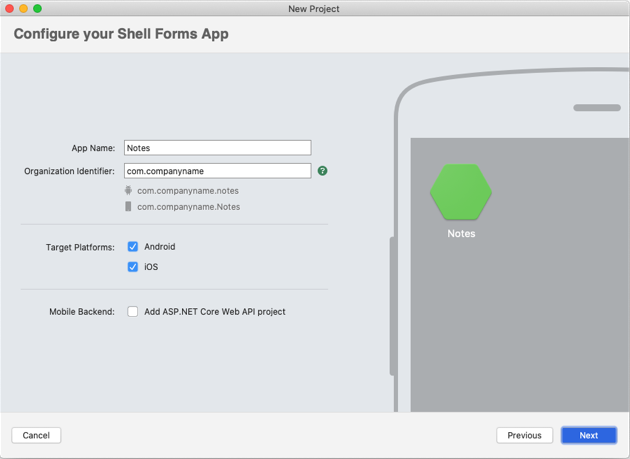 New Project
Configure your Shell Forms App
App Name: Notes
Organization Identifier: com.companyname ?
com.companyname.notes
com.companyname.Notes
Target Platforms: Android
iOS
Mobile Backend: Add ASP.NET Core Web API project
Notes
Cancel Previous Next